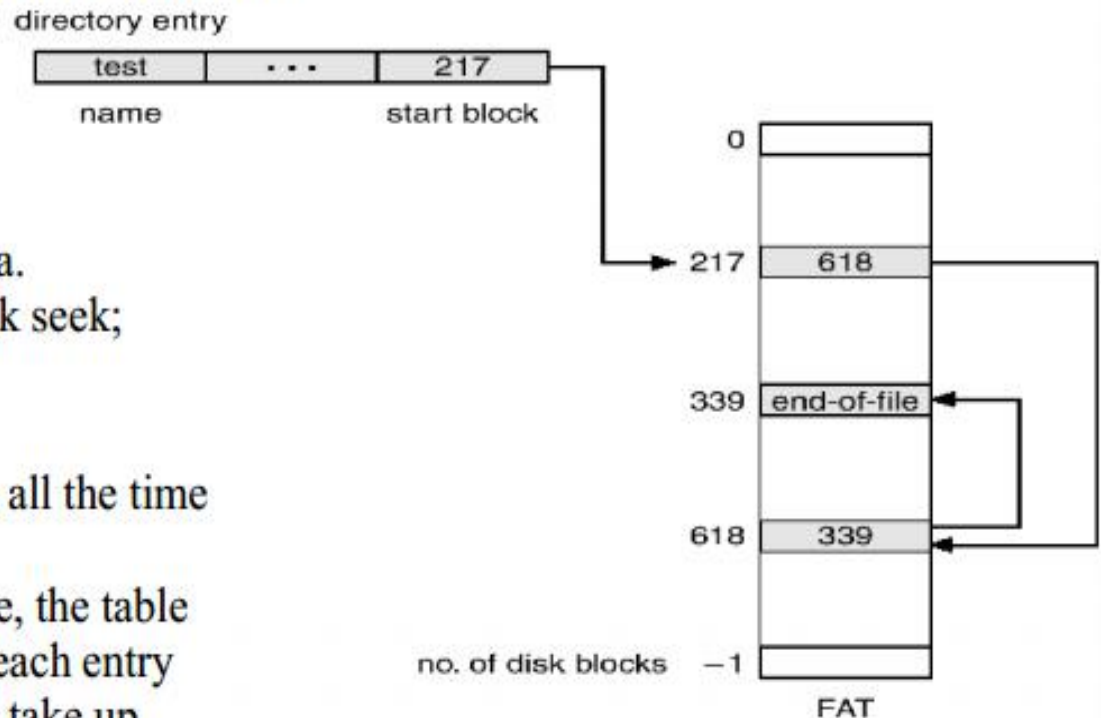 directory entry
test ... 217
name start block
0
a.
k seek;
217 618
339 end-of-file
all the time
618 339
e, the table
each entry
no. of disk blocks –1
take up
FAT